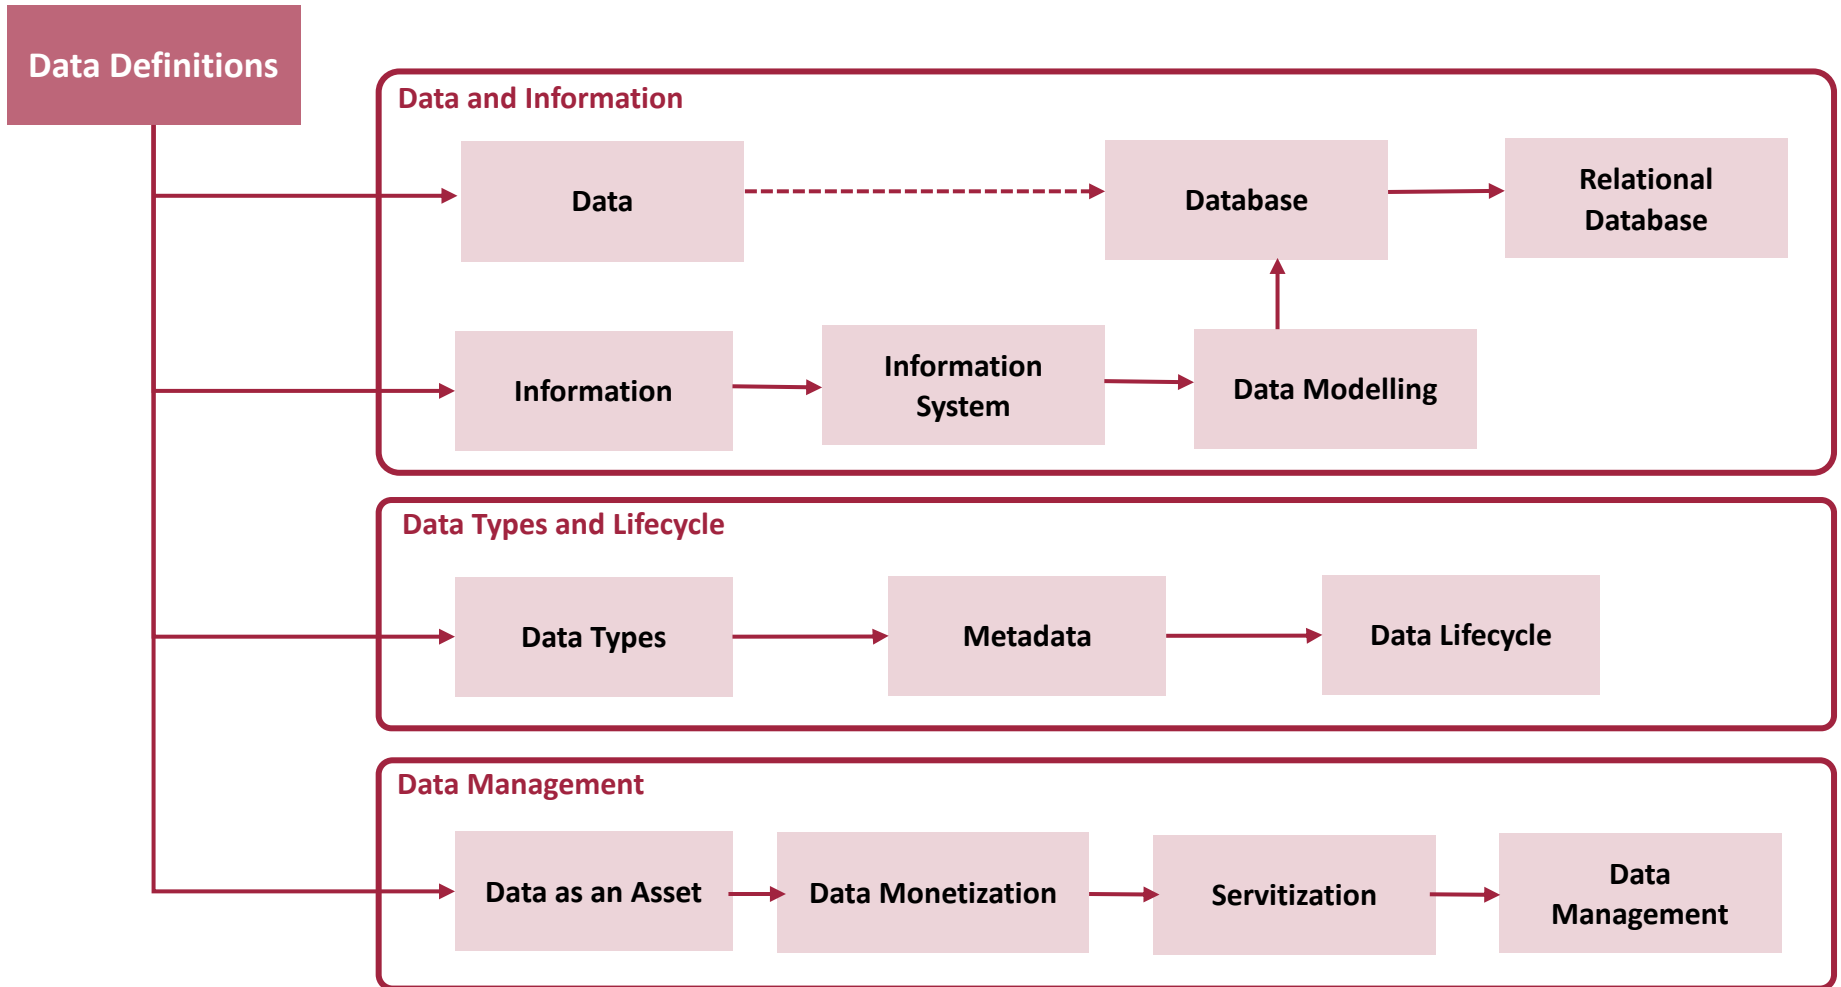 Data Definitions
Data and Information
Data
Database
Relational
Database
Information
Information
System
Data Modelling
Data Types and Lifecycle
Data Types
Metadata
Data Lifecycle
Data Management
Data as an Asset
Data Monetization
Servitization
Data
Management